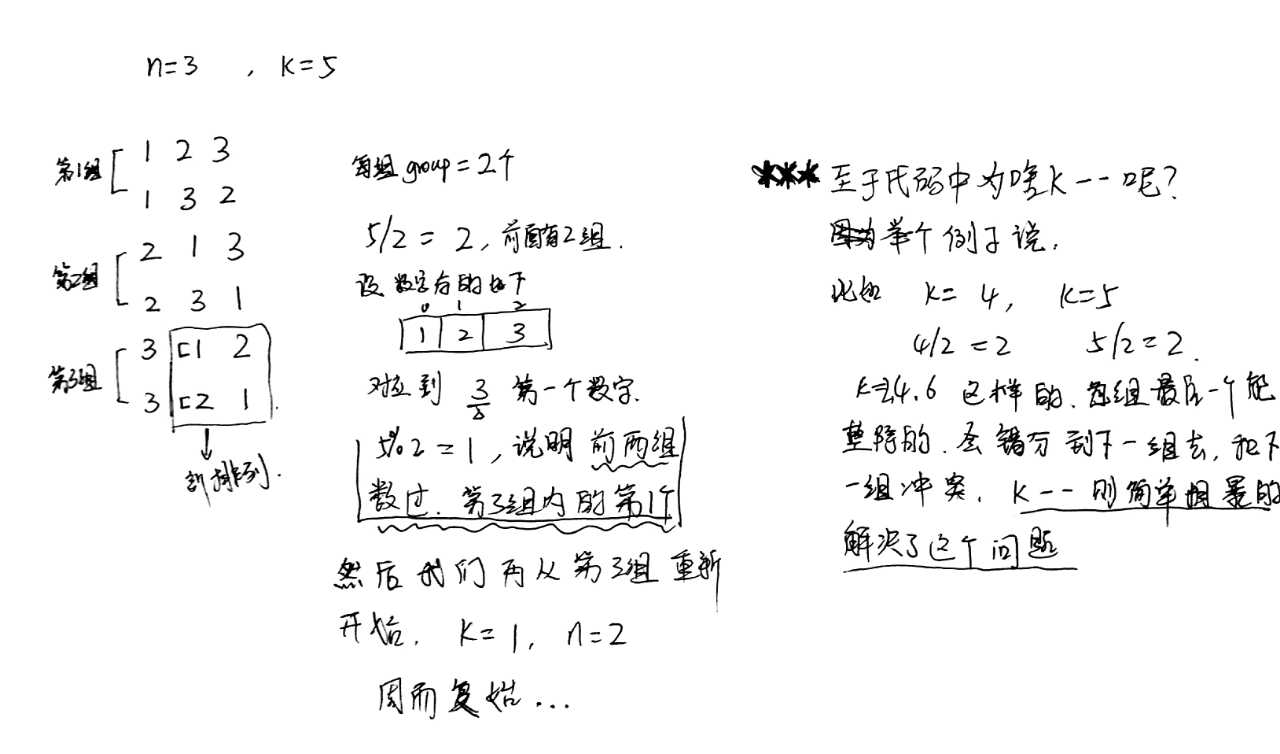 n=3 , k=5
第1组 1 2 3
1 3 2
第2组 2 1 3
2 3 1
第3组 3 [1 2
3 [2 1
排列.
每组 group = 2个
5/2 = 2, 前面有2组.
设 数字存的如下
0 1 2
1 2 3
对应到 3 第一个数字.
5%2 = 1, 说明 前两组
数过. 第3组内的第1个
然后我们再从第3组重新
开始. k=1, n=2
周而复始...
*** 至于代码中为啥k--呢?
举个例子说,
比如 k=4, k=5
4/2=2 5/2=2.
4.6 这样的. 每组最后一个能
整除的. 会错分到下一组去, 和下
一组冲突. k--则简单粗暴的
解决了这个问题